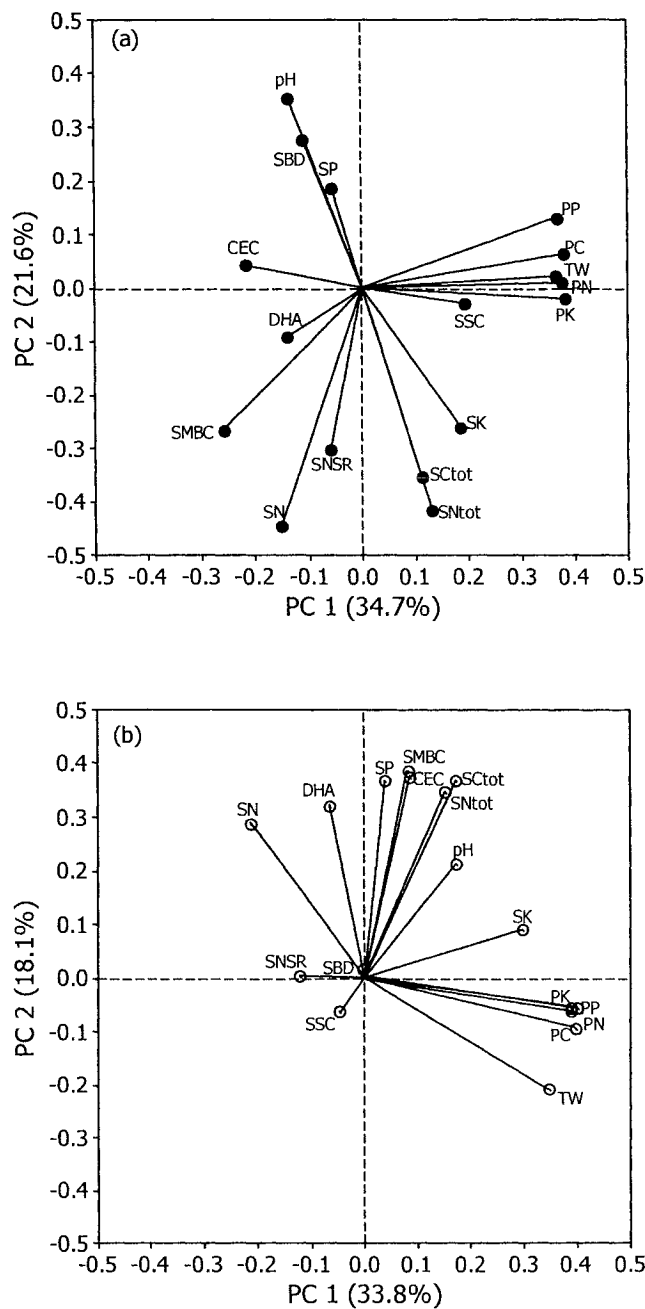 (a)
0.5
0.4
0.3
0.2
0.1
0.0
-0.1
-0.2
-0.3
-0.4
-0.5
PC 2 (21.6%)
pH
SBD
SP
PP
CEC
PC
TW
PN
DHA
SSC
PK
SMBC
SK
SNSR
SCtot
SN
SNtot
-0.5 -0.4 -0.3 -0.2 -0.1 0.0 0.1 0.2 0.3 0.4 0.5
PC 1 (34.7%)
(b)
0.5
0.4
0.3
0.2
0.1
0.0
-0.1
-0.2
-0.3
-0.4
-0.5
PC 2 (18.1%)
SP
SMBC
DHA
CEC
SCtot
SN
SNtot
pH
SK
SNSR
SBD
PK
PP
SSC
PC
PN
TW
-0.5 -0.4 -0.3 -0.2 -0.1 0.0 0.1 0.2 0.3 0.4 0.5
PC 1 (33.8%)